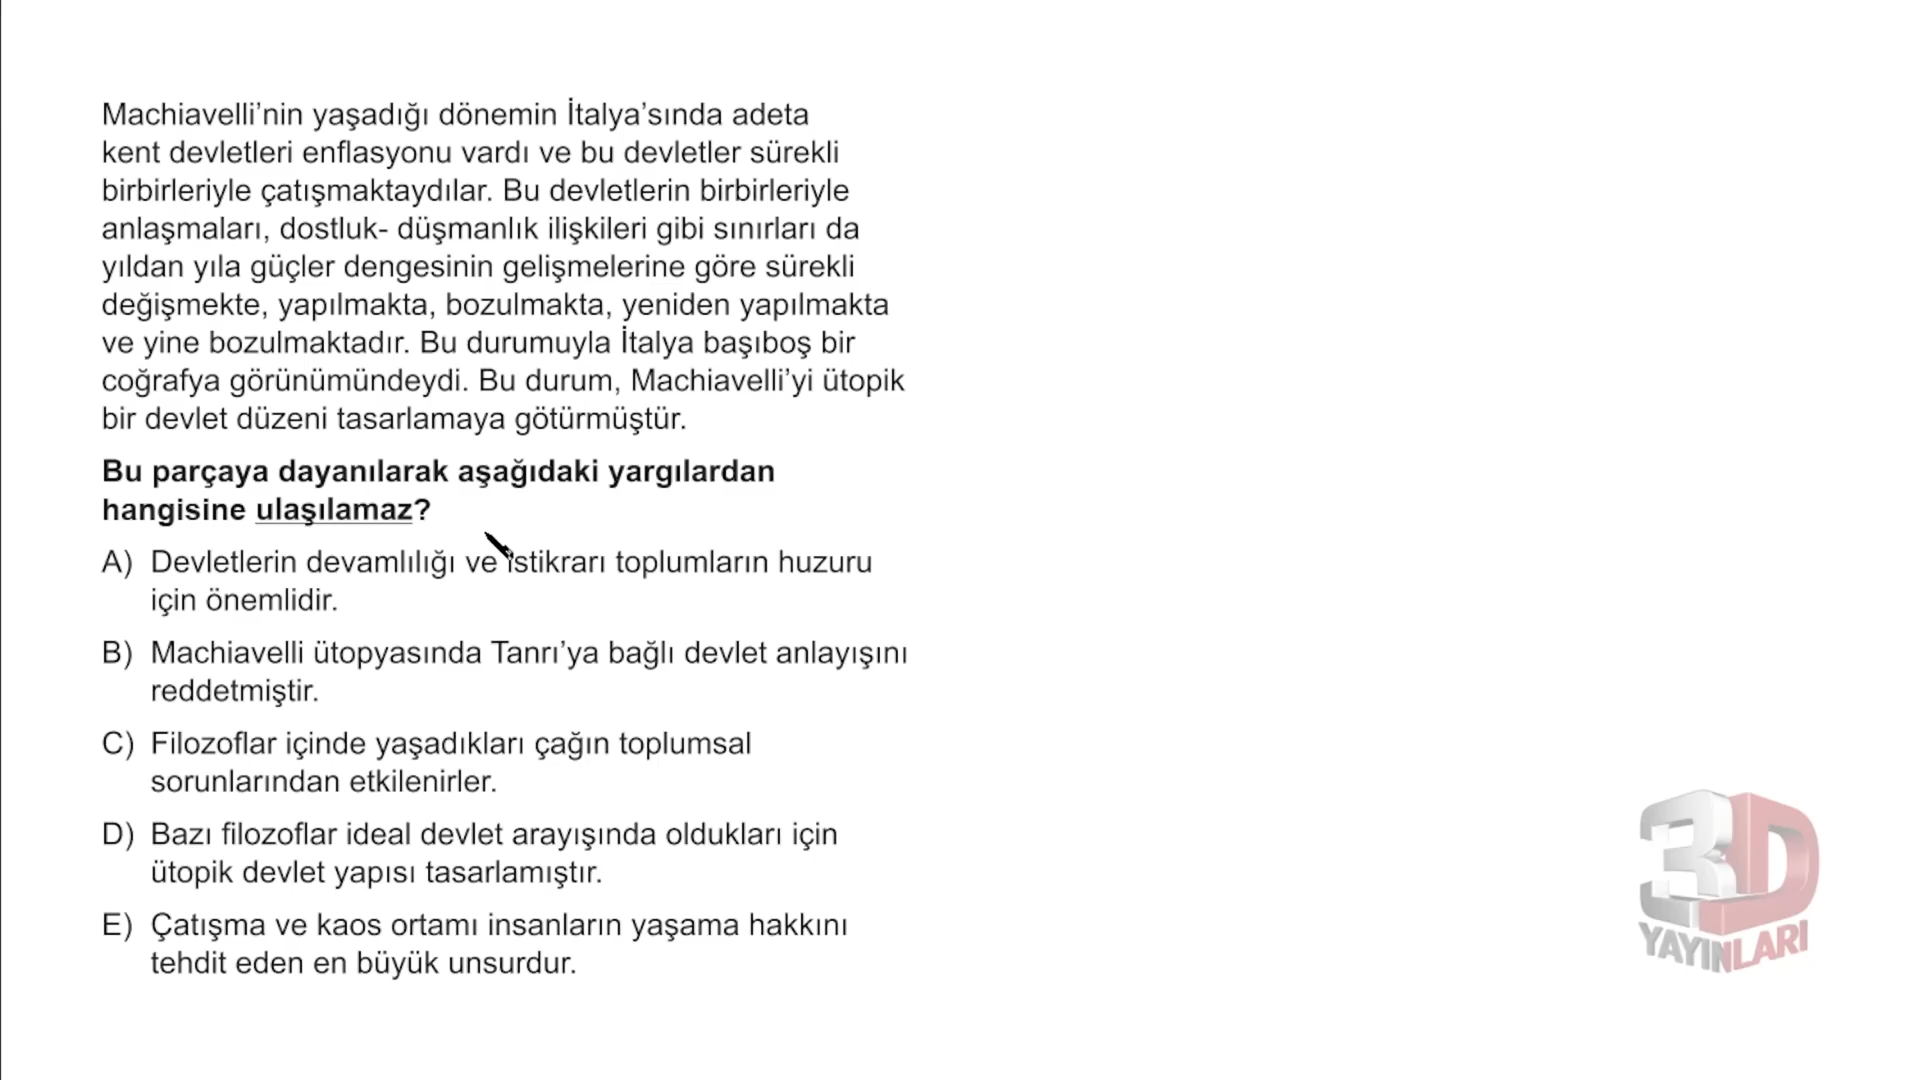 Machiavelli’nin yaşadığı dönemin İtalya’sında adeta
kent devletleri enflasyonu vardı ve bu devletler sürekli
birbirleriyle çatışmaktaydılar. Bu devletlerin birbirleriyle
anlaşmaları, dostluk- düşmanlık ilişkileri gibi sınırları da
yıldan yıla güçler dengesinin gelişmelerine göre sürekli
değişmekte, yapılmakta, bozulmakta, yeniden yapılmakta
ve yine bozulmaktadır. Bu durumuyla İtalya başıboş bir
coğrafya görünümündeydi. Bu durum, Machiavelli’yi ütopik
bir devlet düzeni tasarlamaya götürmüştür.
Bu parçaya dayanılarak aşağıdaki yargılardan
hangisine ulaşılamaz?
A) Devletlerin devamlılığı ve istikrarı toplumların huzuru
için önemlidir.
B) Machiavelli ütopyasında Tanrı’ya bağlı devlet anlayışını
reddetmiştir.
C) Filozoflar içinde yaşadıkları çağın toplumsal
sorunlarından etkilenirler.
D) Bazı filozoflar ideal devlet arayışında oldukları için
ütopik devlet yapısı tasarlamıştır.
E) Çatışma ve kaos ortamı insanların yaşama hakkını
tehdit eden en büyük unsurdur.
3D
YAYINLARI